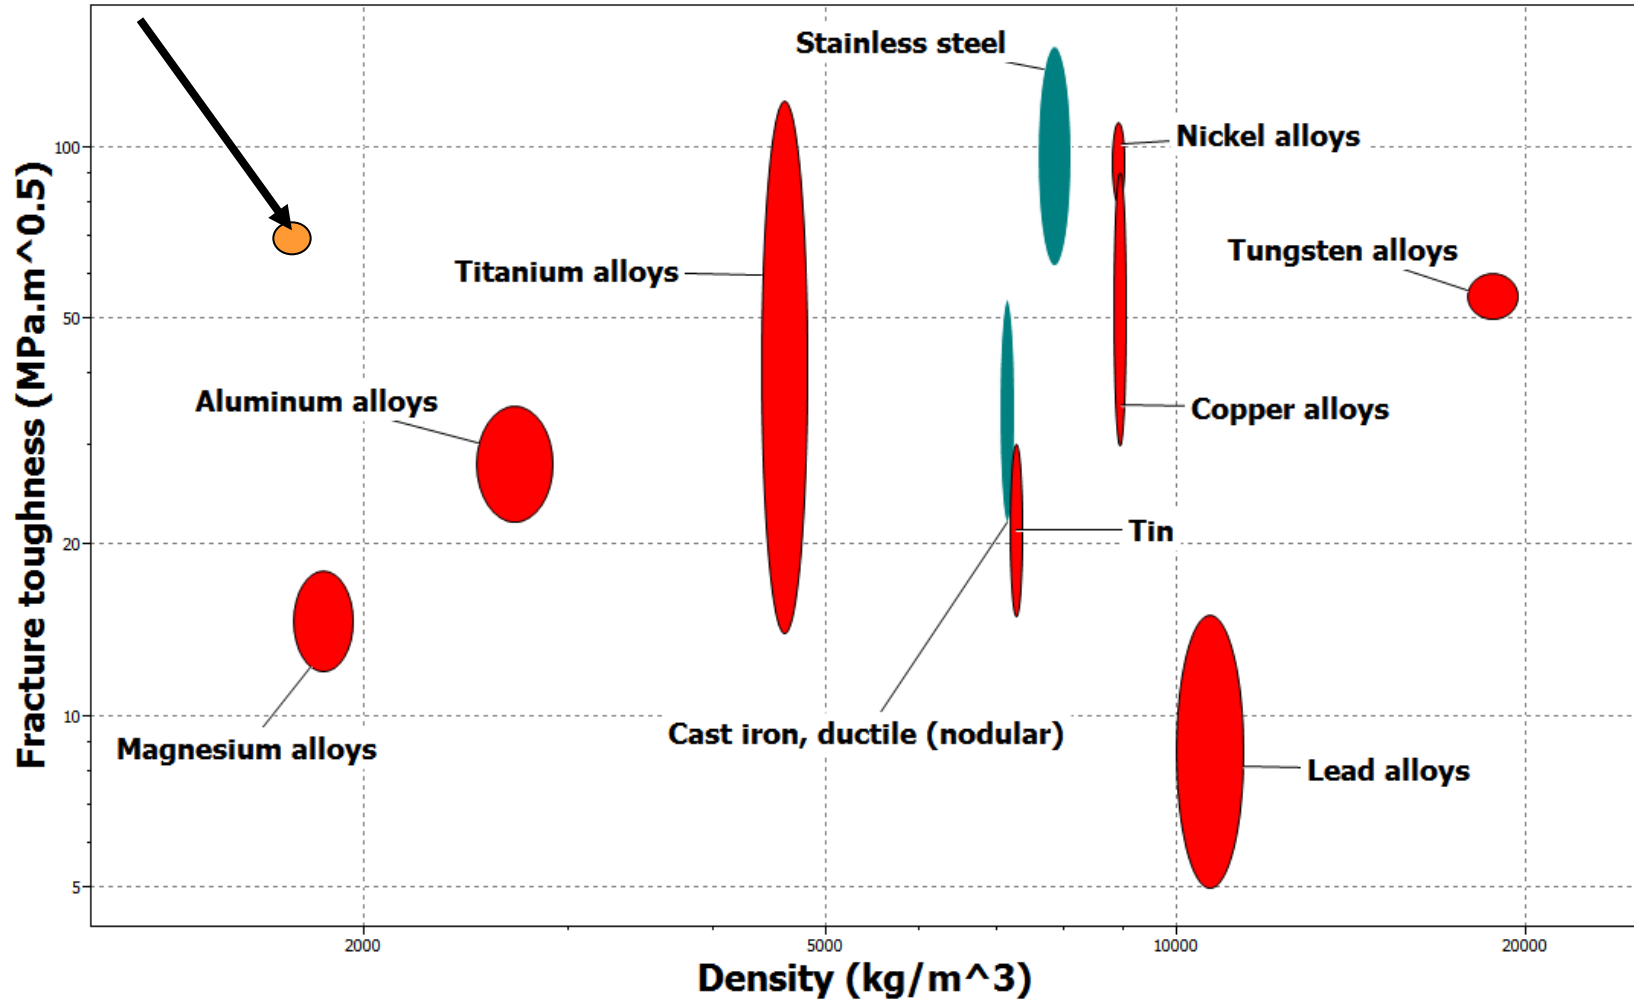 Stainless steel
Nickel alloys
100
Tungsten alloys
Titanium alloys
50
Aluminum alloys
Copper alloys
Tin
20
10
Cast iron, ductile (nodular)
Magnesium alloys
Lead alloys
5
Fracture toughness (MPa.m^0.5)
2000
5000
10000
20000
Density (kg/m^3)